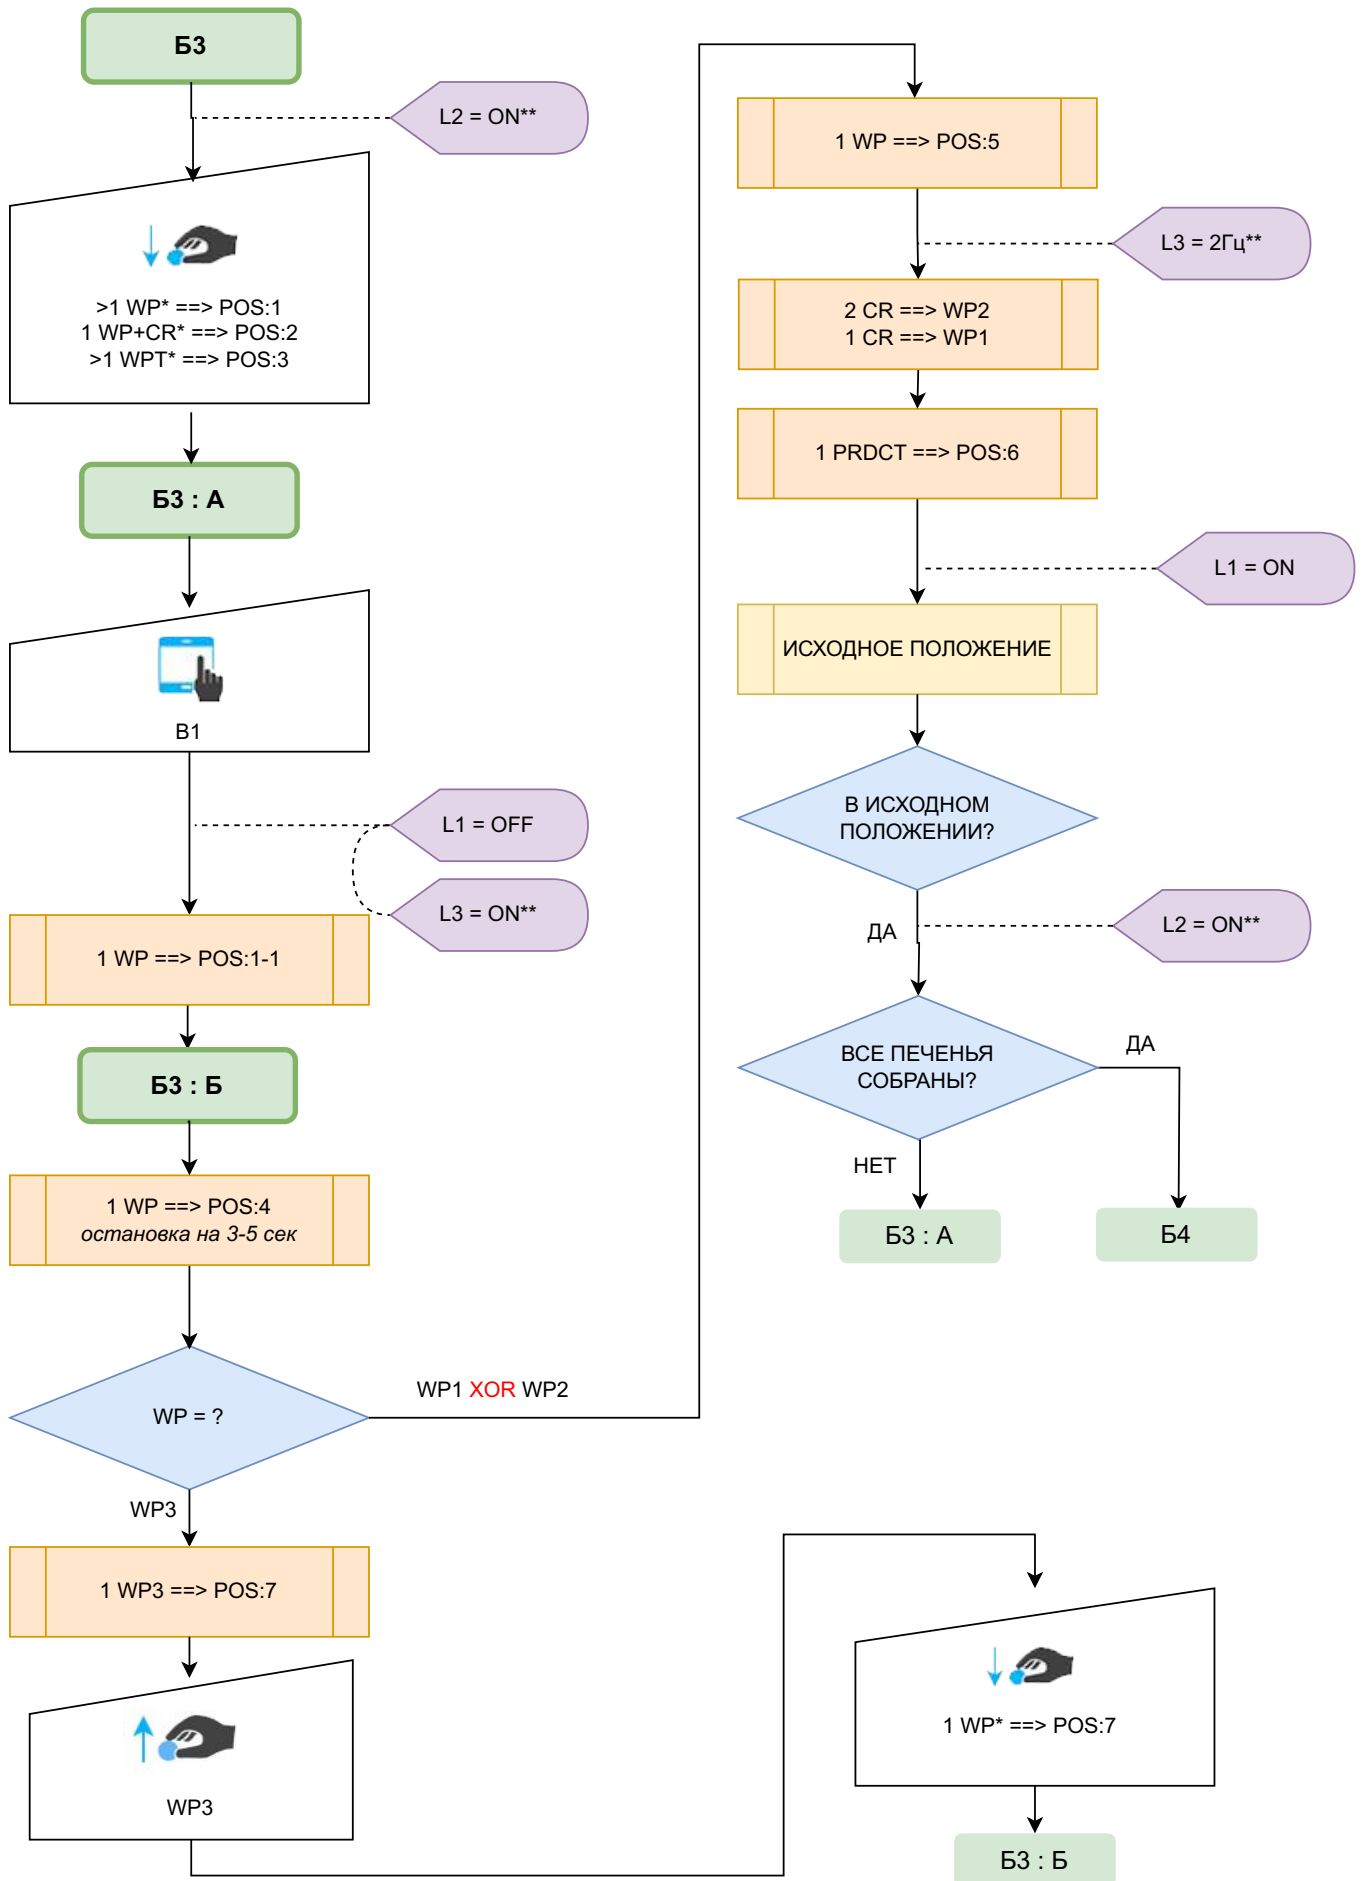 Б3
L2 = ON**
>1 WP* ==> POS:1
1 WP+CR* ==> POS:2
>1 WPT* ==> POS:3
Б3 : А
B1
L1 = OFF
L3 = ON**
1 WP ==> POS:1-1
Б3 : Б
1 WP ==> POS:4
остановка на 3-5 сек
WP = ?
WP1 XOR WP2
WP3
1 WP3 ==> POS:7
WP3
1 WP ==> POS:5
L3 = 2Гц**
2 CR ==> WP2
1 CR ==> WP1
1 PRDCT ==> POS:6
L1 = ON
ИСХОДНОЕ ПОЛОЖЕНИЕ
В ИСХОДНОМ
ПОЛОЖЕНИИ?
ДА
L2 = ON**
ВСЕ ПЕЧЕНЬЯ
СОБРАНЫ?
ДА
НЕТ
Б3 : А
Б4
1 WP* ==> POS:7
Б3 : Б